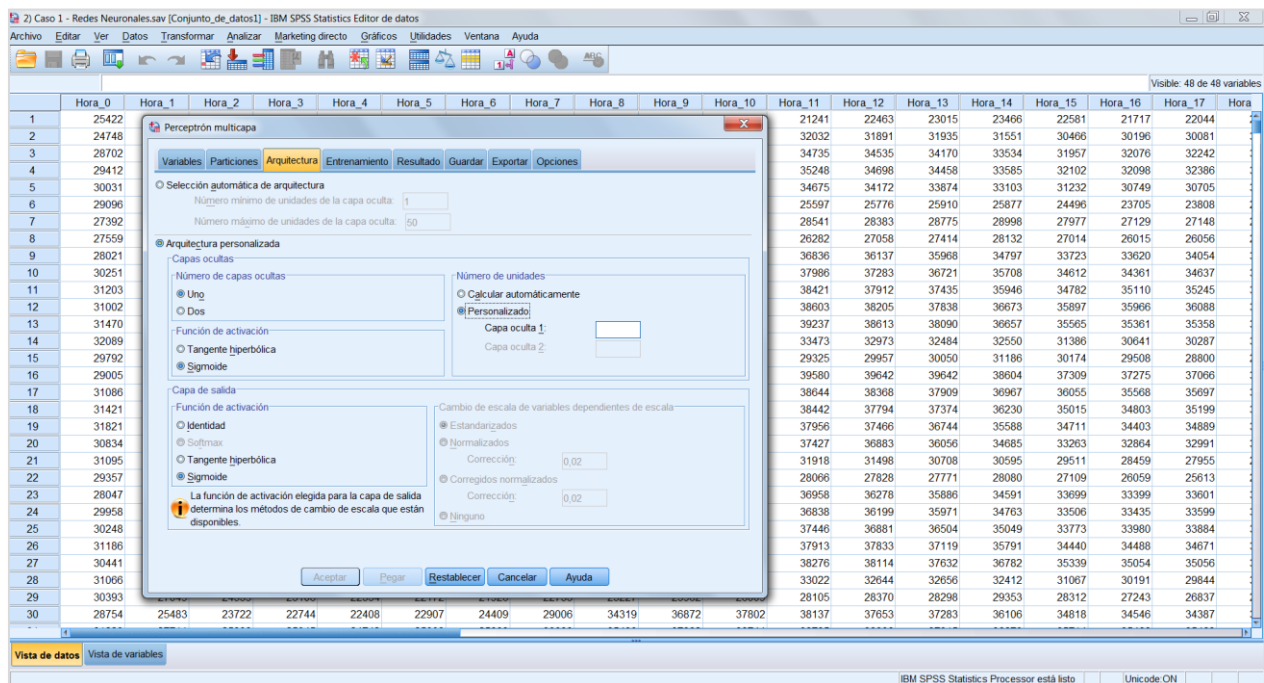 2) Caso 1 - Redes Neuronales.sav [Conjunto_de_datos1] - IBM SPSS Statistics Editor de datos
Archivo Editar Ver Datos Transformar Analizar Marketing directo Gráficos Utilidades Ventana Ayuda
Visible: 48 de 48 variables
Hora_0 Hora_1 Hora_2 Hora_3 Hora_4 Hora_5 Hora_6 Hora_7 Hora_8 Hora_9 Hora_10 Hora_11 Hora_12 Hora_13 Hora_14 Hora_15 Hora_16 Hora_17 Hora
1 25422 21241 22463 23015 23466 22581 21717 22044
2 24748 32032 31891 31935 31551 30466 30196 30081
3 28702 34735 34535 34170 33534 31957 32076 32242
4 29412 35248 34698 34458 33585 32102 32098 32386
5 30031 34675 34172 33874 33103 31232 30749 30705
6 29096 25597 25776 25910 25877 24496 23705 23808
7 27392 28541 28383 28775 28998 27977 27129 27148
8 27559 26282 27058 27414 28132 27014 26015 26056
9 28021 36836 36137 35968 34797 33723 33620 34054
10 30251 37986 37283 36721 35708 34612 34361 34637
11 31203 38421 37912 37435 35946 34782 35110 35245
12 31002 38603 38205 37838 36673 35897 35966 36088
13 31470 39237 38613 38090 36657 35565 35361 35358
14 32089 33473 32973 32484 32550 31386 30641 30287
15 29792 29325 29957 30050 31186 30174 29508 28800
16 29005 39580 39642 39642 38604 37309 37275 37066
17 31086 38644 38368 37909 36967 36055 35568 35697
18 31421 38442 37794 37374 36230 35015 34803 35199
19 31821 37956 37466 36744 35588 34711 34403 34889
20 30834 37427 36883 36056 34685 33263 32864 32991
21 31095 31918 31498 30708 30595 29511 28459 27955
22 29357 28066 27828 27771 28080 27109 26059 25613
23 28047 36958 36278 35886 34591 33699 33399 33601
24 29958 36838 36199 35971 34763 33506 33435 33599
25 30248 37446 36881 36504 35049 33773 33980 33884
26 31186 37913 37833 37119 35791 34440 34488 34671
27 30441 38276 38114 37632 36782 35339 35054 35056
28 31066 33022 32644 32656 32412 31067 30191 29844
29 30393 28105 28370 28298 29353 28312 27243 26837
30 28754 25483 23722 22744 22408 22907 24409 29006 34319 36872 37802 38137 37653 37283 36106 34818 34546 34387
Perceptrón multicapa
Variables Particiones Arquitectura Entrenamiento Resultado Guardar Exportar Opciones
Selección automática de arquitectura
Número mínimo de unidades de la capa oculta: 1
Número máximo de unidades de la capa oculta: 50
Arquitectura personalizada
Capas ocultas
Número de capas ocultas
Uno
Dos
Función de activación
Tangente hiperbólica
Sigmoide
Número de unidades
Calcular automáticamente
Personalizado
Capa oculta 1:
Capa oculta 2:
Capa de salida
Función de activación
Identidad
Softmax
Tangente hiperbólica
Sigmoide
La función de activación elegida para la capa de salida
determina los métodos de cambio de escala que están
disponibles.
Cambio de escala de variables dependientes de escala
Estandarizados
Normalizados
Corrección: 0,02
Corregidos normalizados
Corrección: 0,02
Ninguno
Aceptar Pegar Restablecer Cancelar Ayuda
Vista de datos Vista de variables
IBM SPSS Statistics Processor está listo Unicode:ON